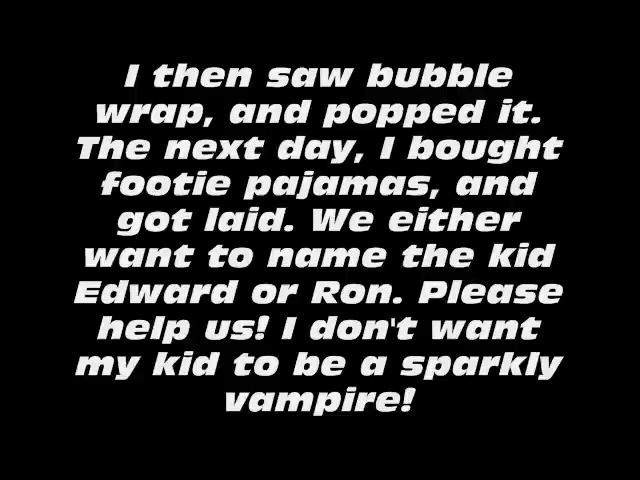 I then saw bubble
wrap, and popped it.
The next day, I bought
footie pajamas, and
got laid. We either
want to name the kid
Edward or Ron. Please
help us! I don't want
my kid to be a sparkly
vampire!